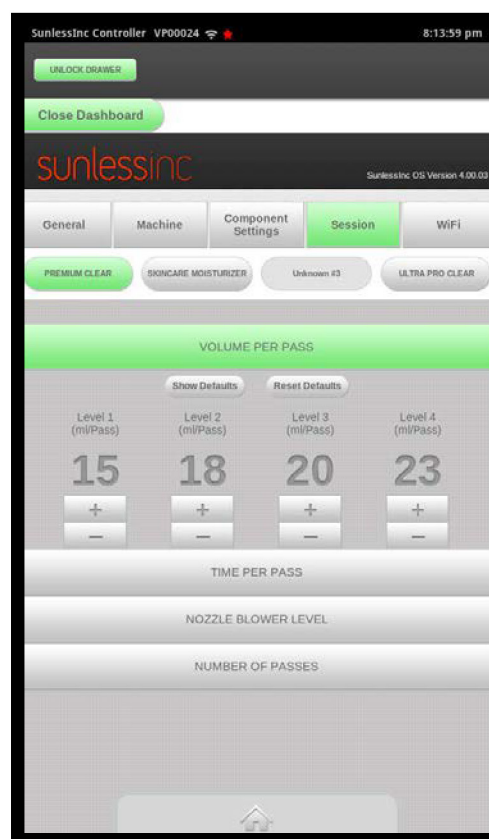 SunlessInc Controller VP00024 8:13:59 pm
UNLOCK DRAWER
Close Dashboard
sunlessinc
SunlessInc OS Version 4.00.03
General Machine Component Settings Session WiFi
PREMIUM CLEAR SKINCARE MOISTURIZER Unknown #3 ULTRA PRO CLEAR
VOLUME PER PASS
Show Defaults Reset Defaults
Level 1 Level 2 Level 3 Level 4
(ml/Pass) (ml/Pass) (ml/Pass) (ml/Pass)
15 18 20 23
+ + + +
− − − −
TIME PER PASS
NOZZLE BLOWER LEVEL
NUMBER OF PASSES